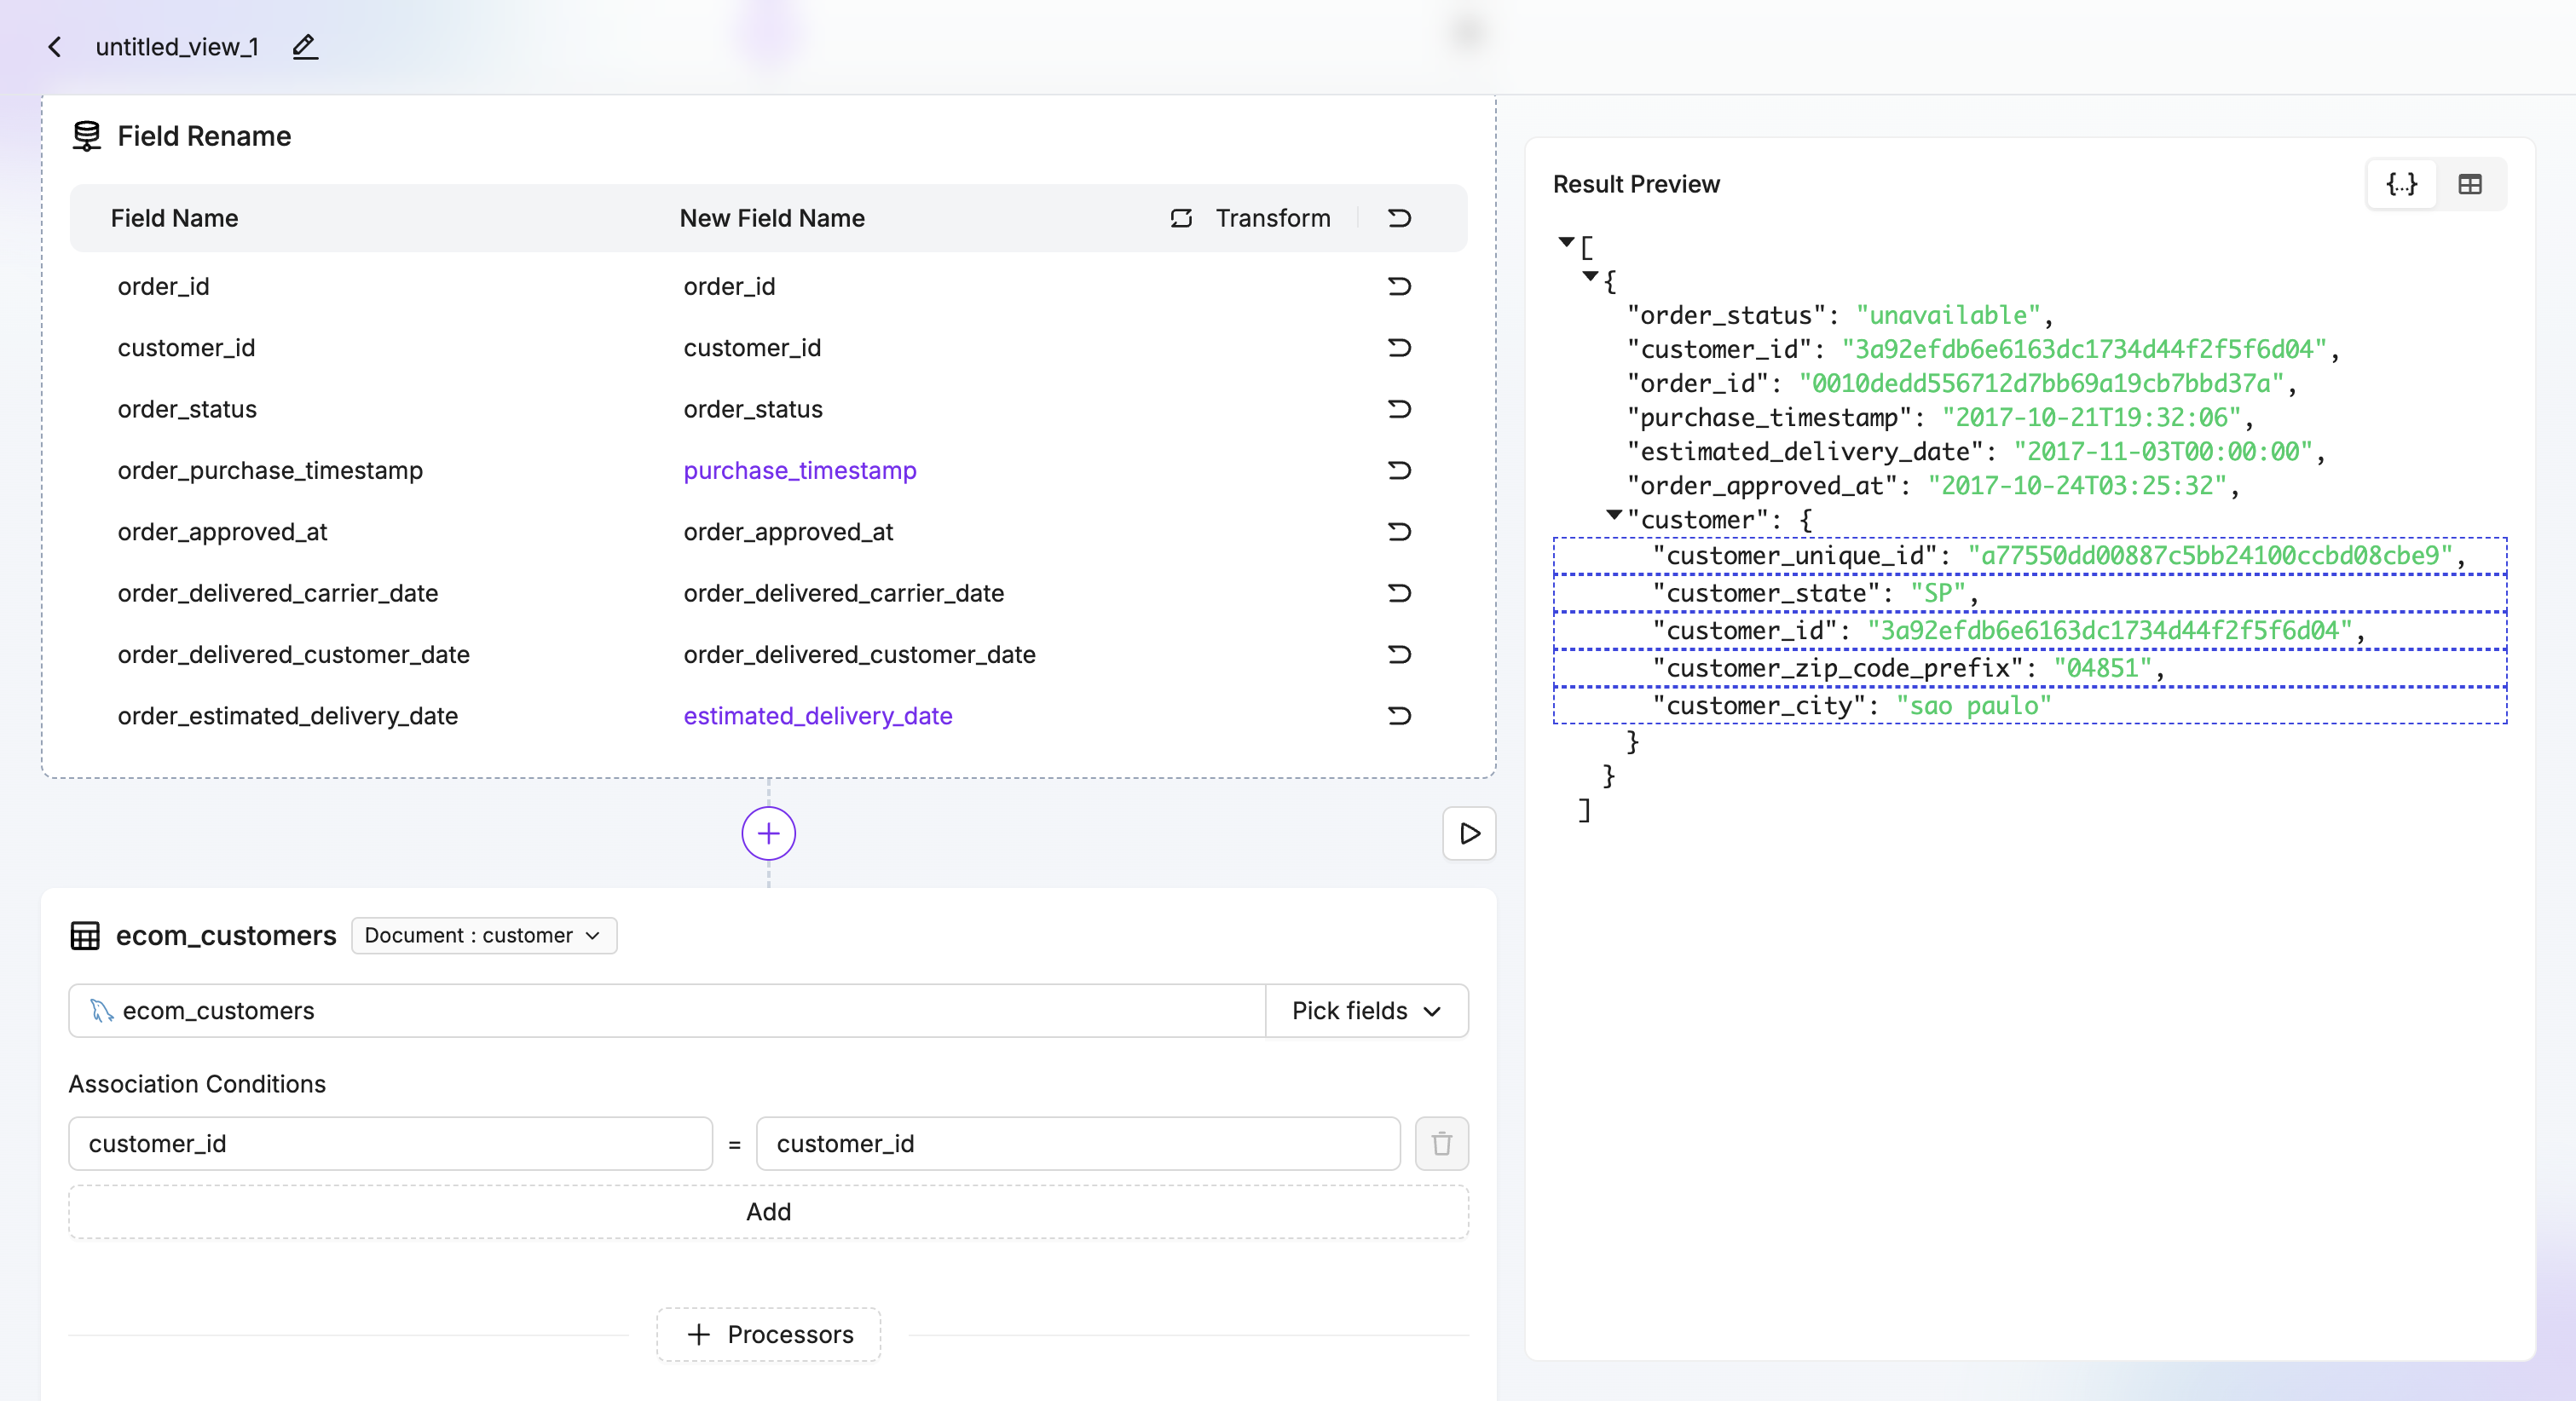 untitled_view_1
Field Rename
Field Name New Field Name Transform
order_id order_id
customer_id customer_id
order_status order_status
order_purchase_timestamp purchase_timestamp
order_approved_at order_approved_at
order_delivered_carrier_date order_delivered_carrier_date
order_delivered_customer_date order_delivered_customer_date
order_estimated_delivery_date estimated_delivery_date
ecom_customers Document : customer
ecom_customers Pick fields
Association Conditions
customer_id = customer_id
Add
Processors
Result Preview {...}
[
{
"order_status": "unavailable",
"customer_id": "3a92efdb6e6163dc1734d44f2f5f6d04",
"order_id": "0010dedd556712d7bb69a19cb7bbd37a",
"purchase_timestamp": "2017-10-21T19:32:06",
"estimated_delivery_date": "2017-11-03T00:00:00",
"order_approved_at": "2017-10-24T03:25:32",
"customer": {
"customer_unique_id": "a77550dd00887c5bb24100ccbd08cbe9",
"customer_state": "SP",
"customer_id": "3a92efdb6e6163dc1734d44f2f5f6d04",
"customer_zip_code_prefix": "04851",
"customer_city": "sao paulo"
}
}
]